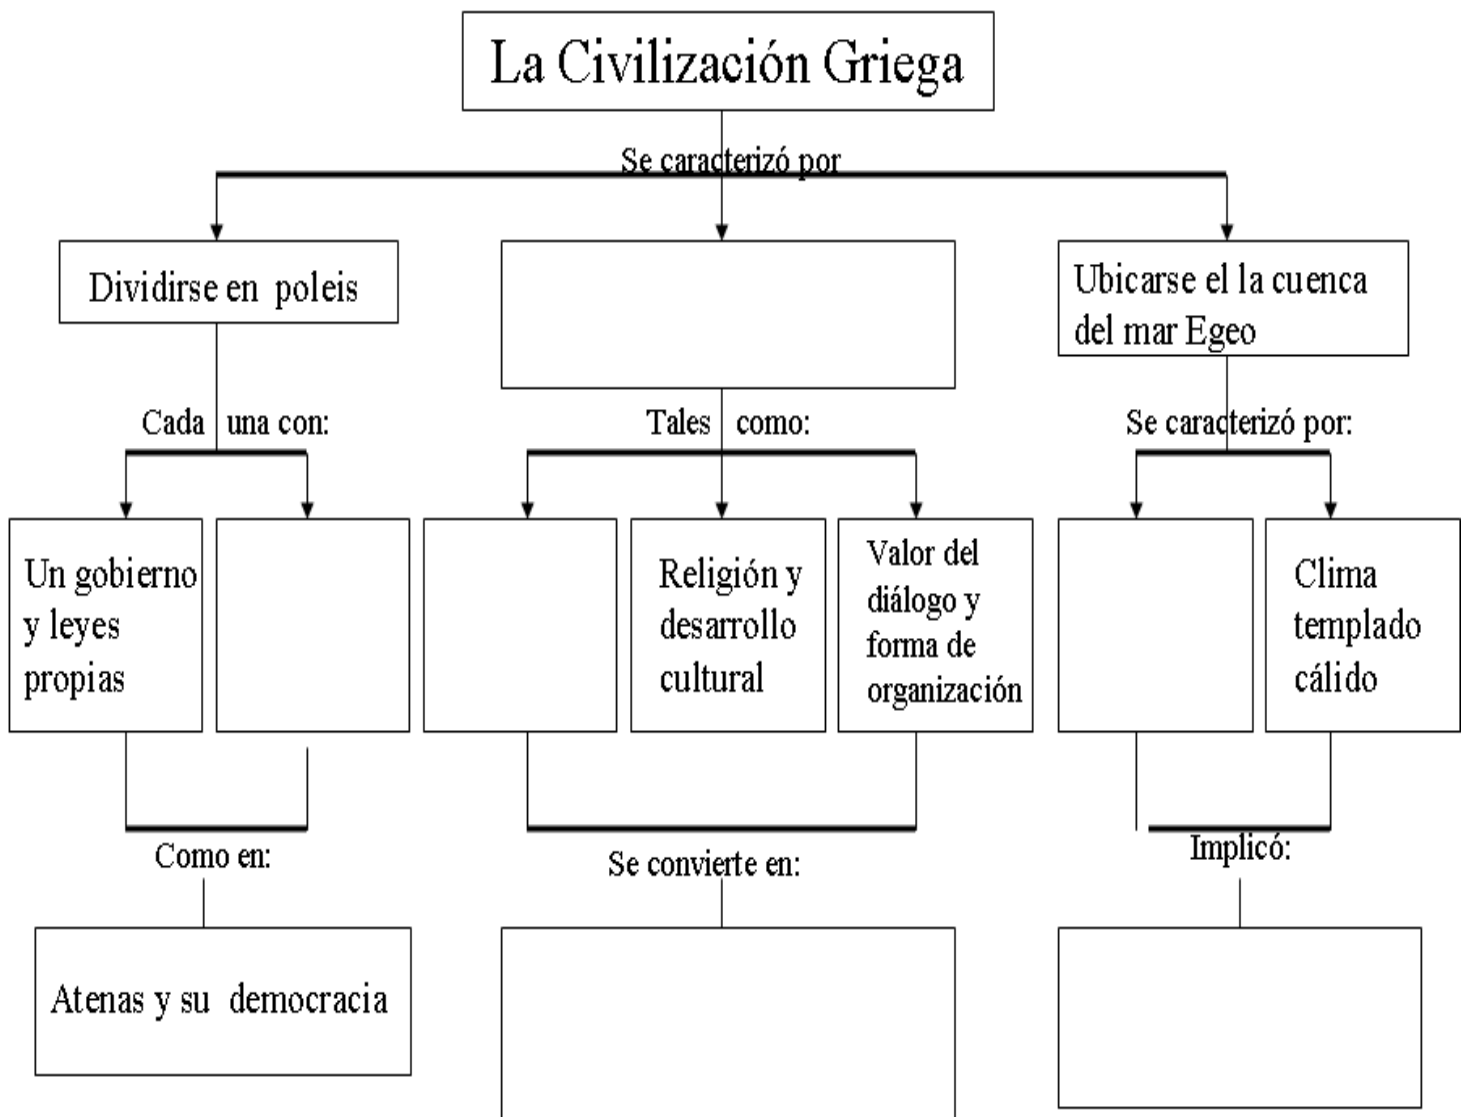 La Civilización Griega
Se caracterizó por
Dividirse en poleis
Ubicarse el la cuenca
del mar Egeo
Cada una con:
Tales como:
Se caracterizó por:
Un gobierno
y leyes
propias
Religión y
desarrollo
cultural
Valor del
diálogo y
forma de
organización
Clima
templado
cálido
Como en:
Se convierte en:
Implicó:
Atenas y su democracia